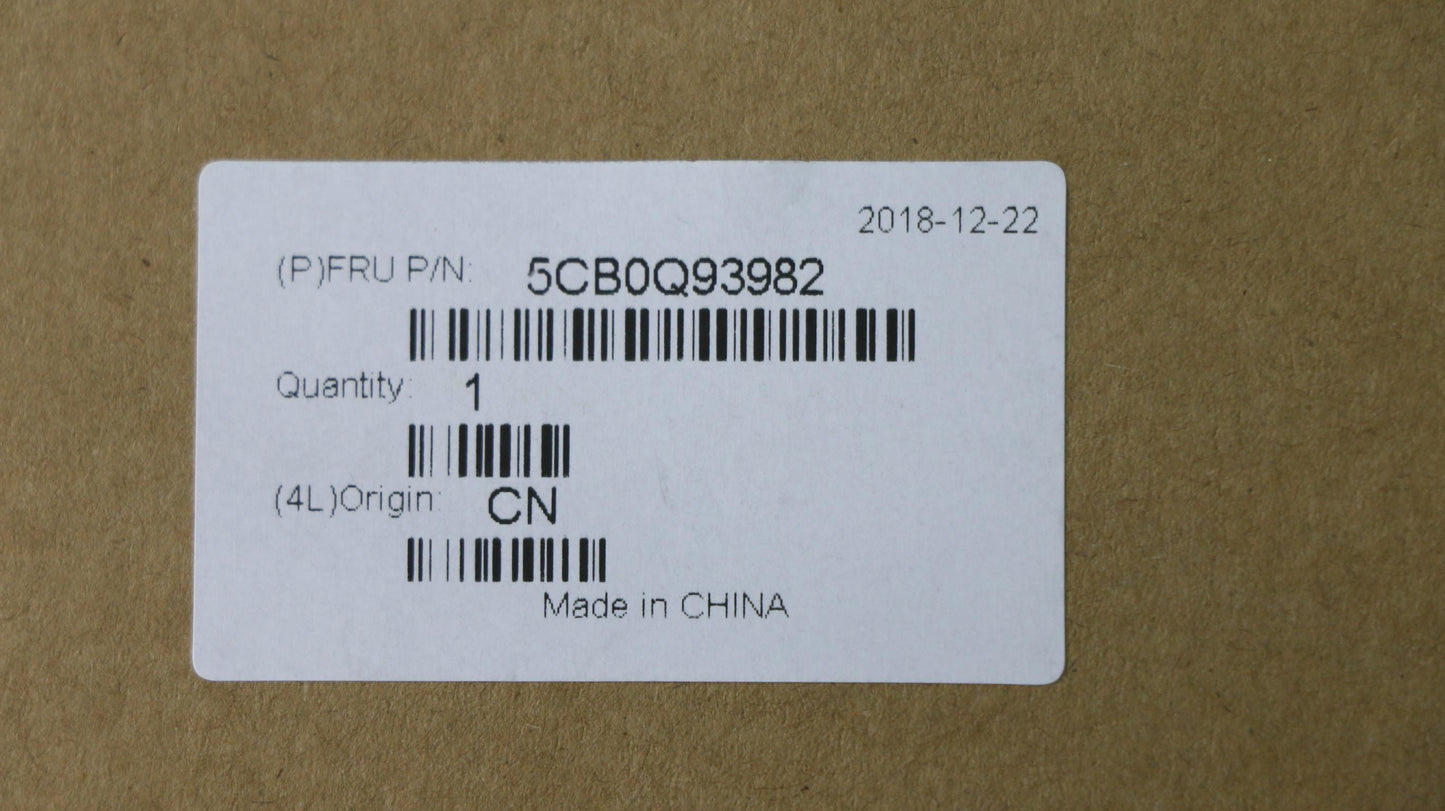 2018-12-22
(P)FRU P/N: 5CB0Q93982
Quantity: 1
(4L)Origin: CN
Made in CHINA